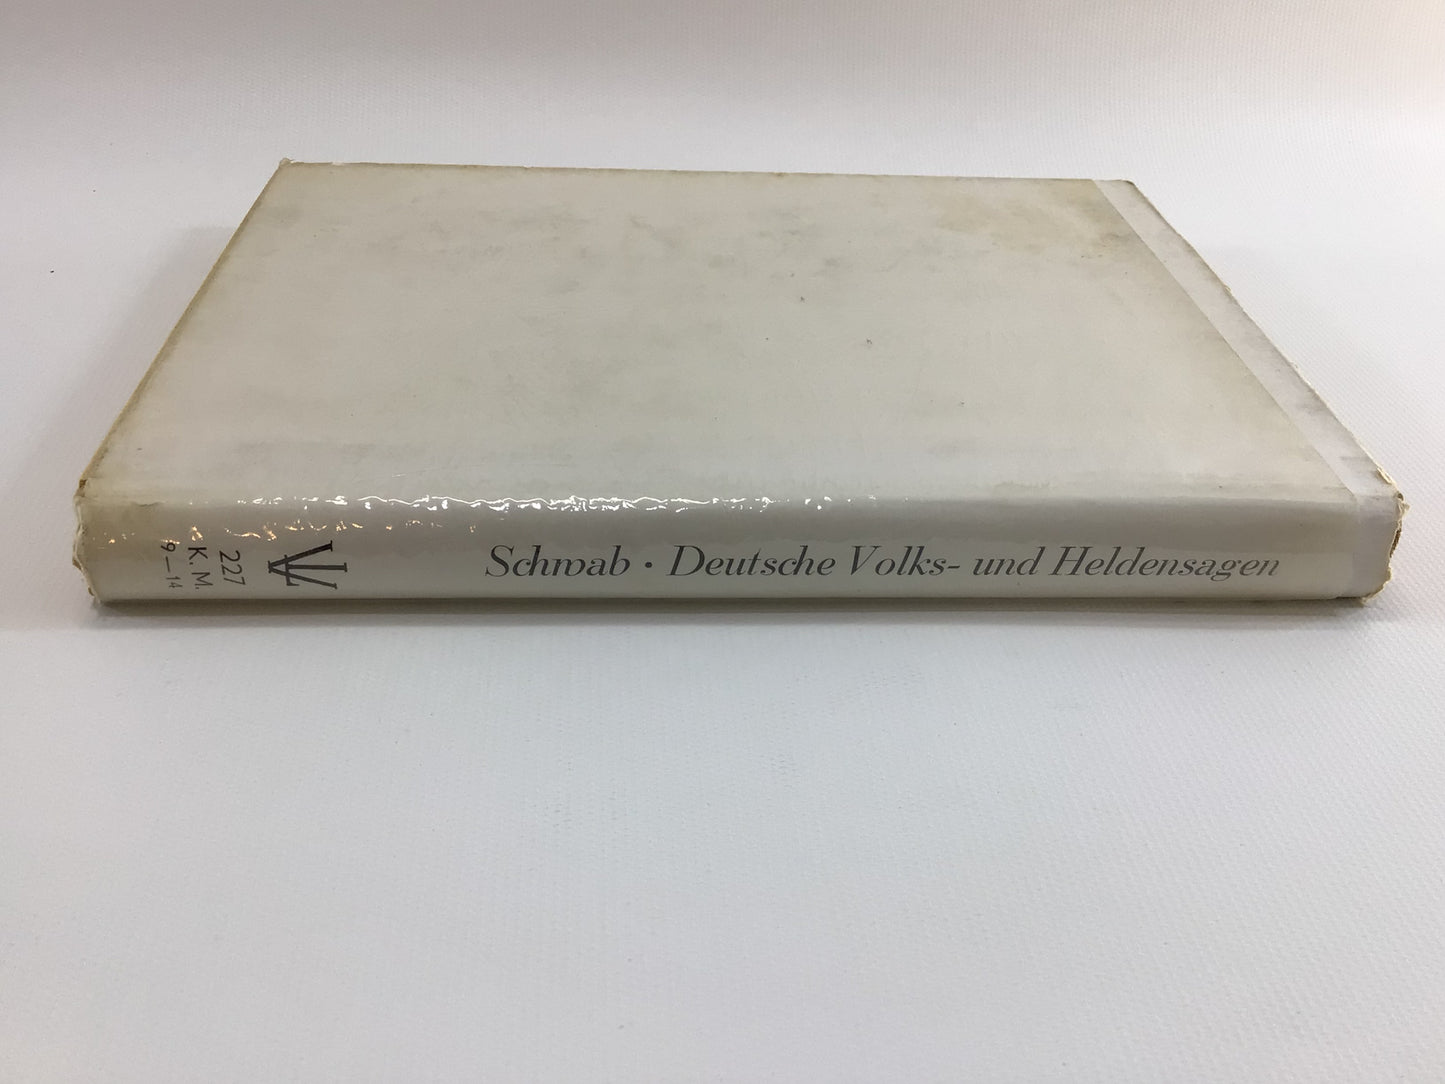 Schwab · Deutsche Volks- und Heldensagen
227
K. M.
9—14